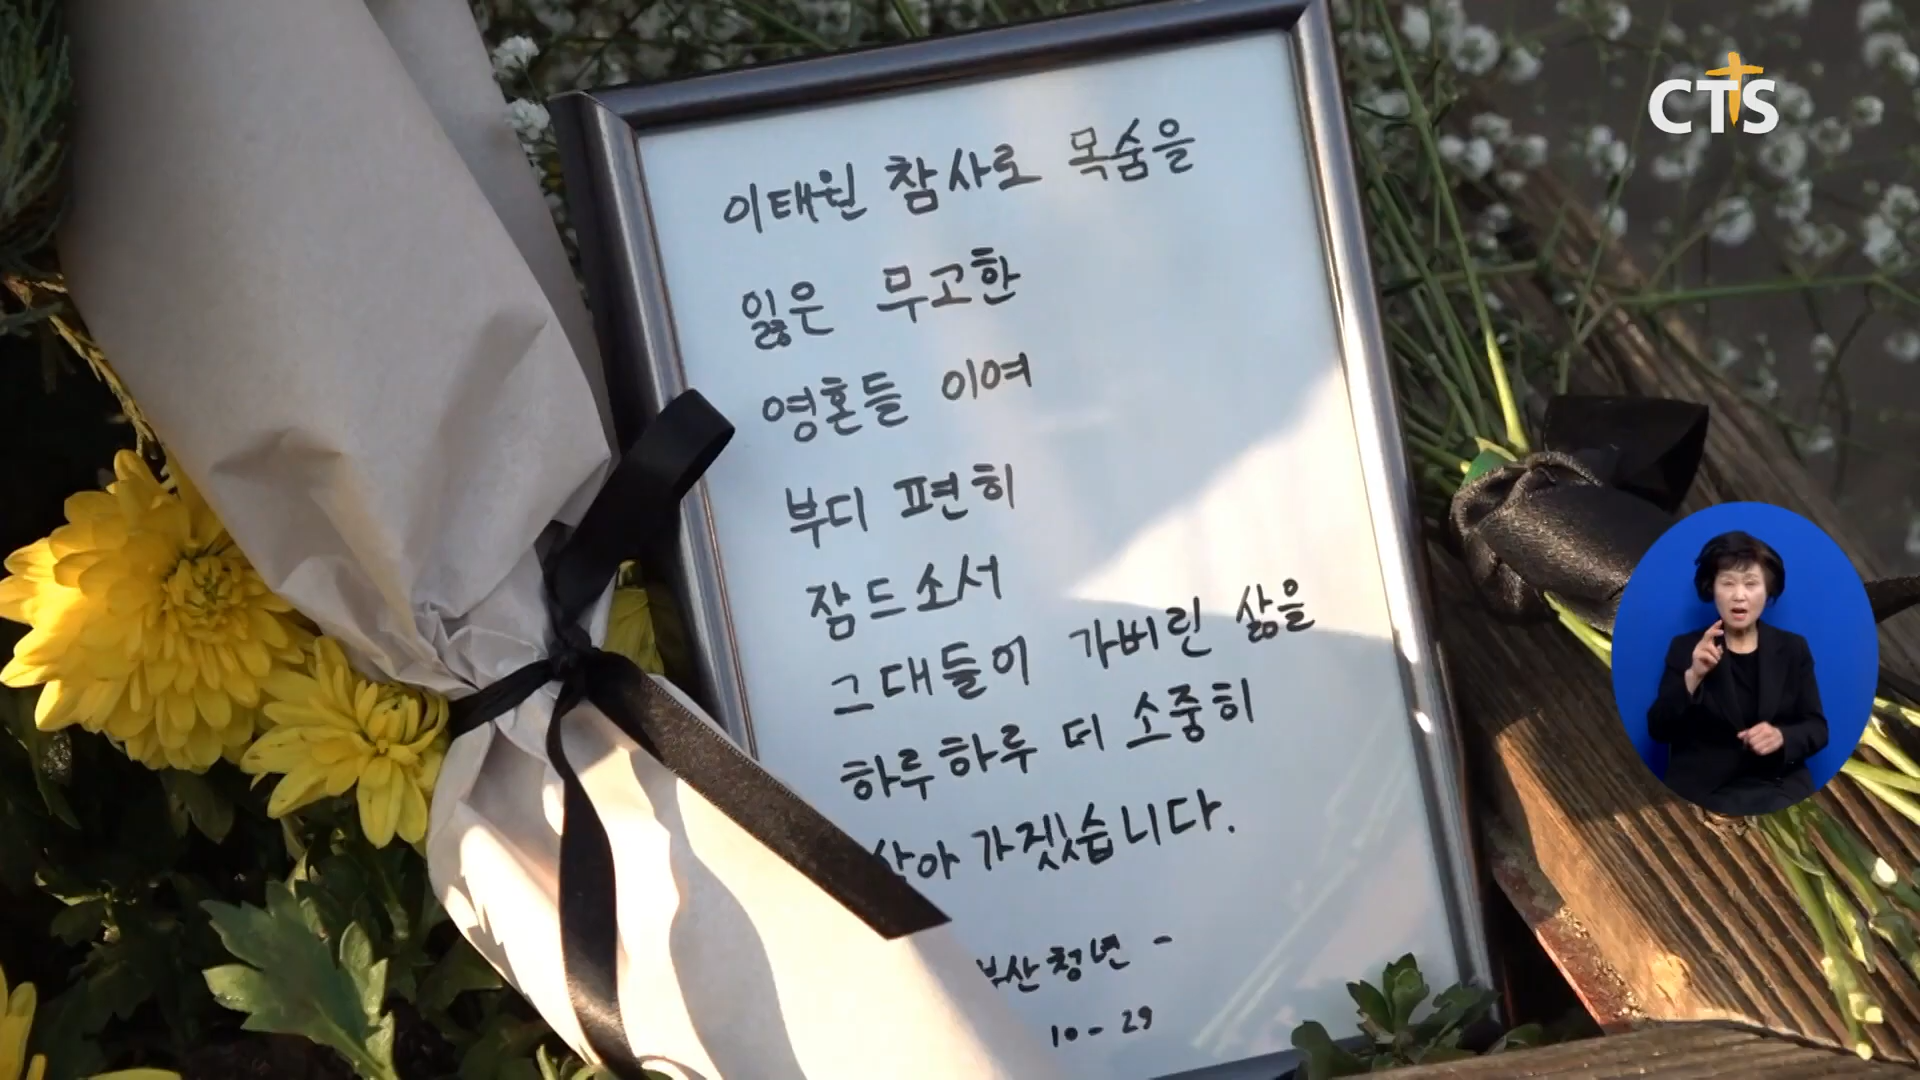 CTS
이태원 참사로 목숨을
잃은 무고한
영혼들 이여
부디 편히
잠드소서
그대들이 가버린 삶을
하루하루 더 소중히
살아 가겠습니다.
부산청년 -
10 - 29